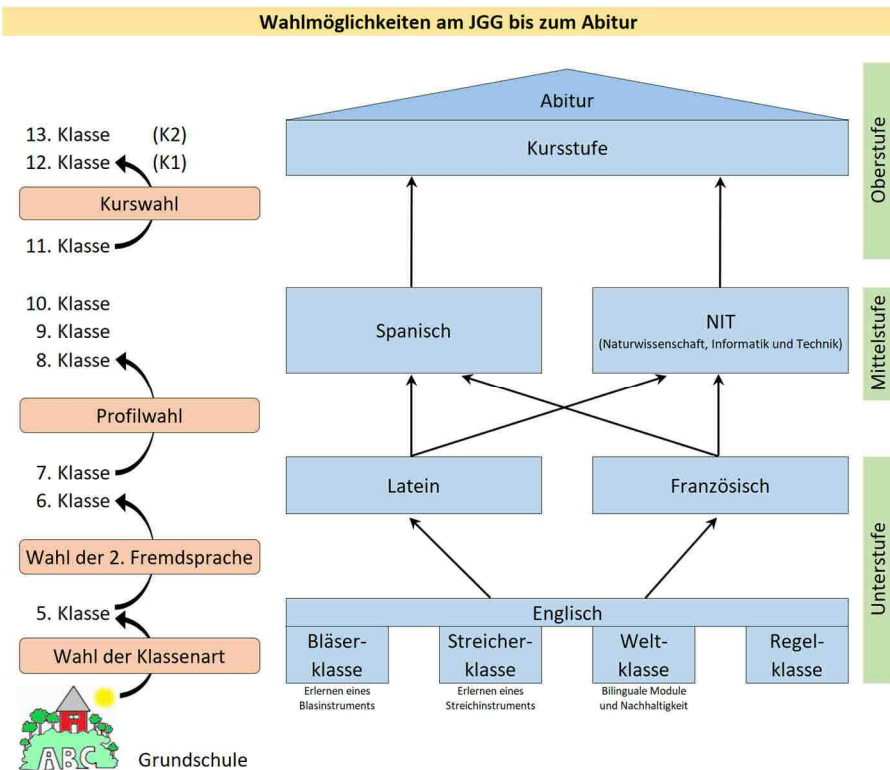 Wahlmöglichkeiten am JGG bis zum Abitur
13. Klasse (K2)
12. Klasse (K1)
Kurswahl
11. Klasse
10. Klasse
9. Klasse
8. Klasse
Profilwahl
7. Klasse
6. Klasse
Wahl der 2. Fremdsprache
5. Klasse
Wahl der Klassenart
ABC
Grundschule
Abitur
Kursstufe
Spanisch
NIT
(Naturwissenschaft, Informatik und Technik)
Latein
Französisch
Englisch
Bläser-
klasse
Erlernen eines
Blasinstruments
Streicher-
klasse
Erlernen eines
Streichinstruments
Welt-
klasse
Bilinguale Module
und Nachhaltigkeit
Regel-
klasse
Oberstufe
Mittelstufe
Unterstufe